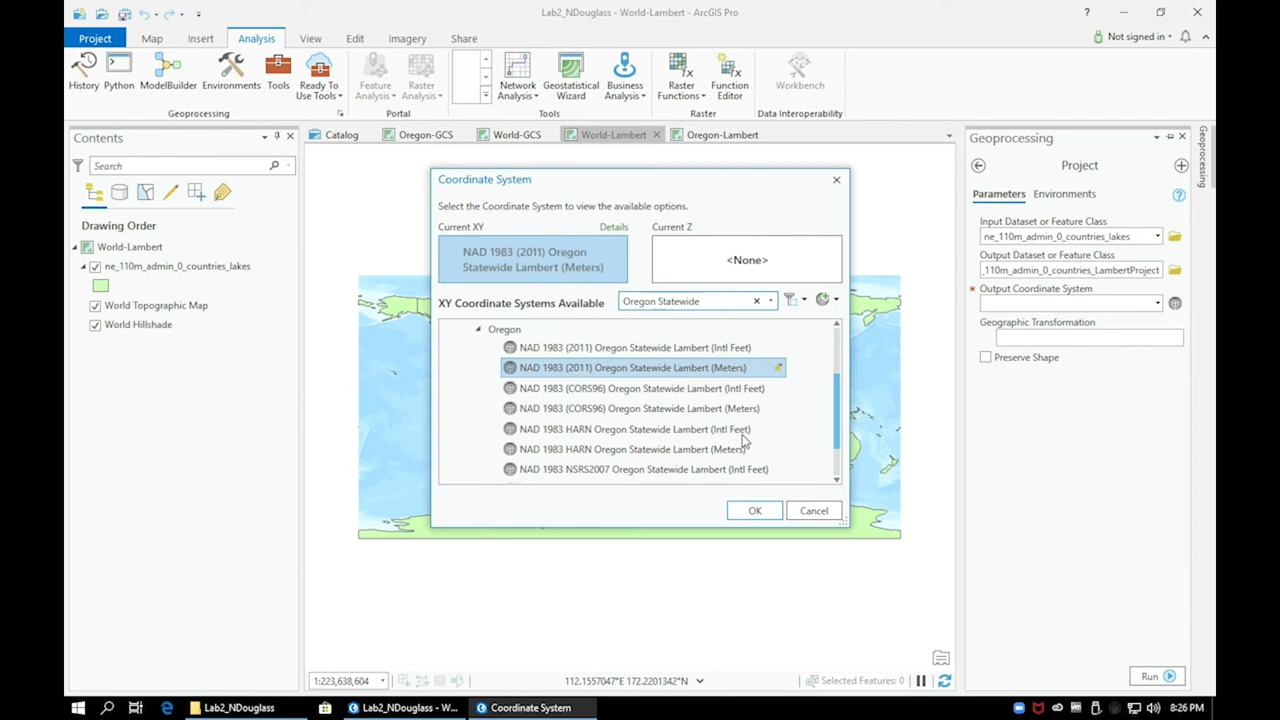 Lab2_NDouglass - World-Lambert - ArcGIS Pro
?
Project Map Insert Analysis View Edit Imagery Share
Not signed in
History Python ModelBuilder Environments Tools Ready To Use Tools
Feature Analysis Raster Analysis
Network Analysis Geostatistical Wizard Business Analysis
Raster Functions Function Editor
Workbench
Geoprocessing Portal Tools Raster Data Interoperability
Contents
Search
Drawing Order
World-Lambert
ne_110m_admin_0_countries_lakes
World Topographic Map
World Hillshade
Catalog Oregon-GCS World-GCS World-Lambert Oregon-Lambert
Coordinate System
Select the Coordinate System to view the available options.
Current XY Details Current Z
NAD 1983 (2011) Oregon
Statewide Lambert (Meters)
<None>
XY Coordinate Systems Available Oregon Statewide
Oregon
NAD 1983 (2011) Oregon Statewide Lambert (Intl Feet)
NAD 1983 (2011) Oregon Statewide Lambert (Meters)
NAD 1983 (CORS96) Oregon Statewide Lambert (Intl Feet)
NAD 1983 (CORS96) Oregon Statewide Lambert (Meters)
NAD 1983 HARN Oregon Statewide Lambert (Intl Feet)
NAD 1983 HARN Oregon Statewide Lambert (Meters)
NAD 1983 NSRS2007 Oregon Statewide Lambert (Intl Feet)
OK Cancel
1:223,638,604
112.1557047°E 172.2201342°N
Selected Features: 0
Geoprocessing
Project
Parameters Environments
?
Input Dataset or Feature Class
ne_110m_admin_0_countries_lakes
Output Dataset or Feature Class
_110m_admin_0_countries_LambertProject
* Output Coordinate System
Geographic Transformation
Preserve Shape
Run
Geoprocessing
Lab2_NDouglass
Lab2_NDouglass - W...
Coordinate System
8:26 PM